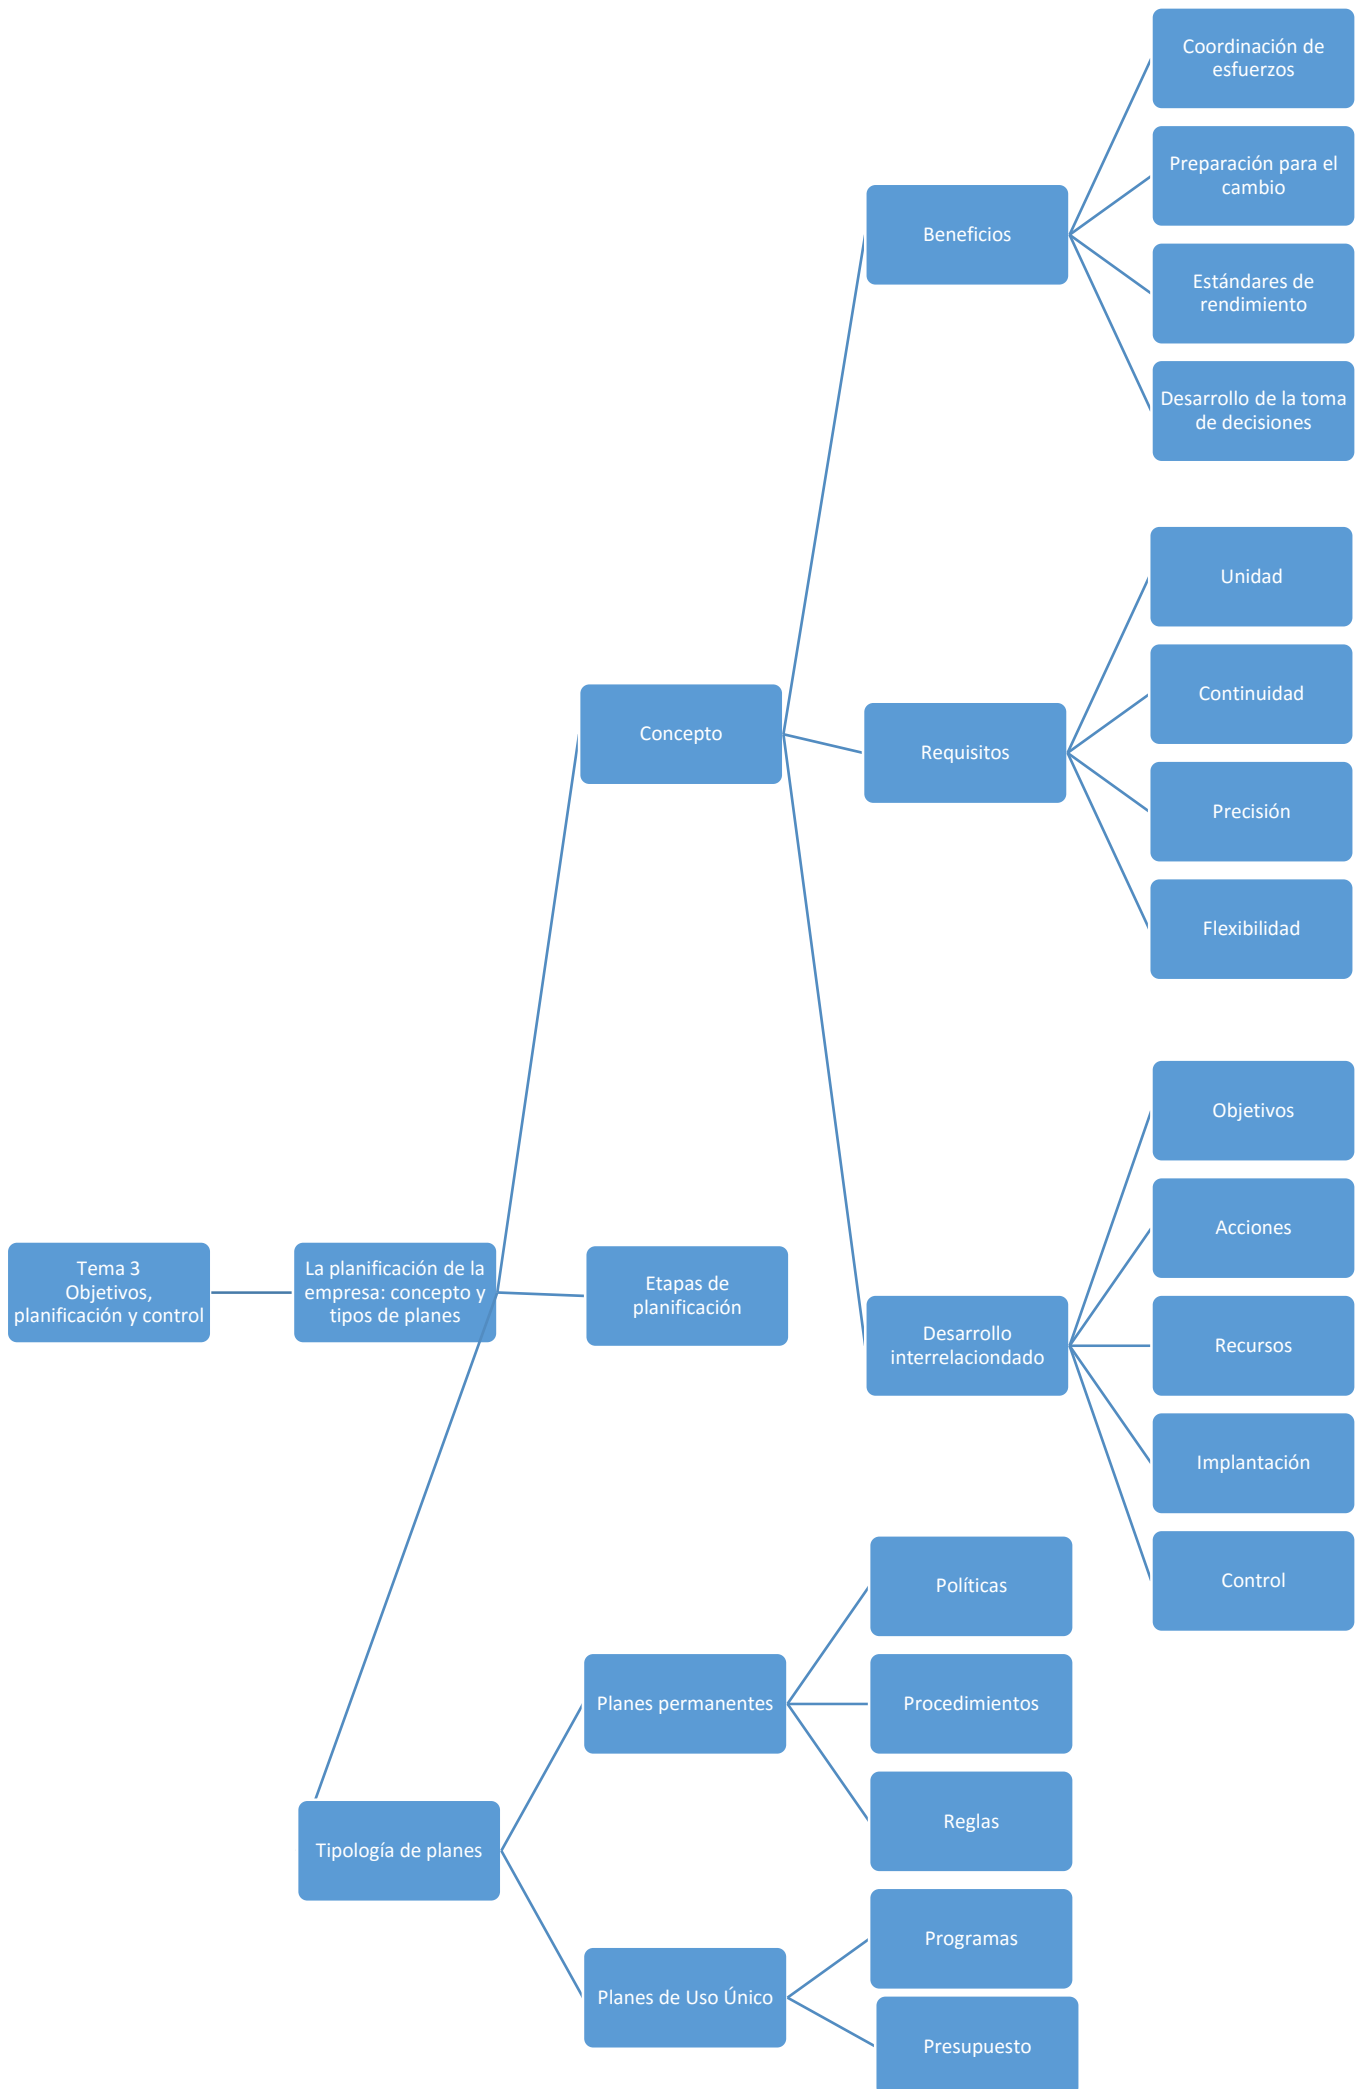 Tema 3
Objetivos,
planificación y control
La planificación de la
empresa: concepto y
tipos de planes
Concepto
Beneficios
Coordinación de
esfuerzos
Preparación para el
cambio
Estándares de
rendimiento
Desarrollo de la toma
de decisiones
Requisitos
Unidad
Continuidad
Precisión
Flexibilidad
Desarrollo
interrelaciondado
Objetivos
Acciones
Recursos
Implantación
Control
Etapas de
planificación
Tipología de planes
Planes permanentes
Políticas
Procedimientos
Reglas
Planes de Uso Único
Programas
Presupuesto